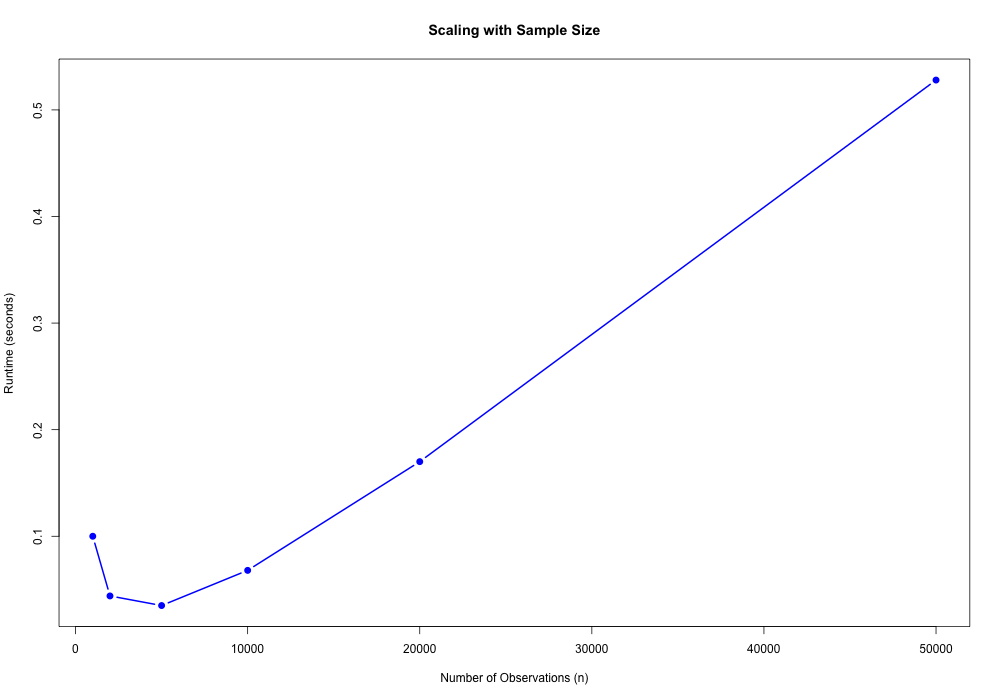 Scaling with Sample Size
Runtime (seconds)
0.5
0.4
0.3
0.2
0.1
0 10000 20000 30000 40000 50000
Number of Observations (n)